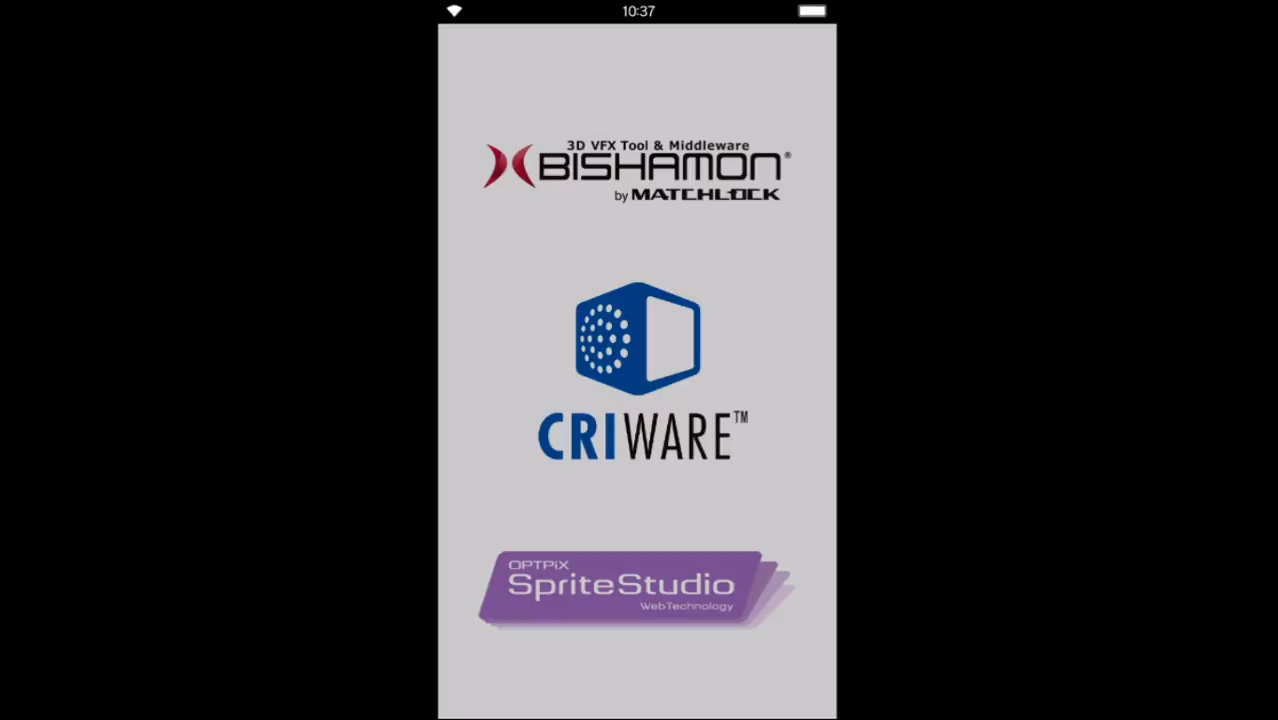 10:37
3D VFX Tool & Middleware
BISHAMON®
by MATCHLOCK
CRIWARE™
OPTPiX
SpriteStudio
WebTechnology